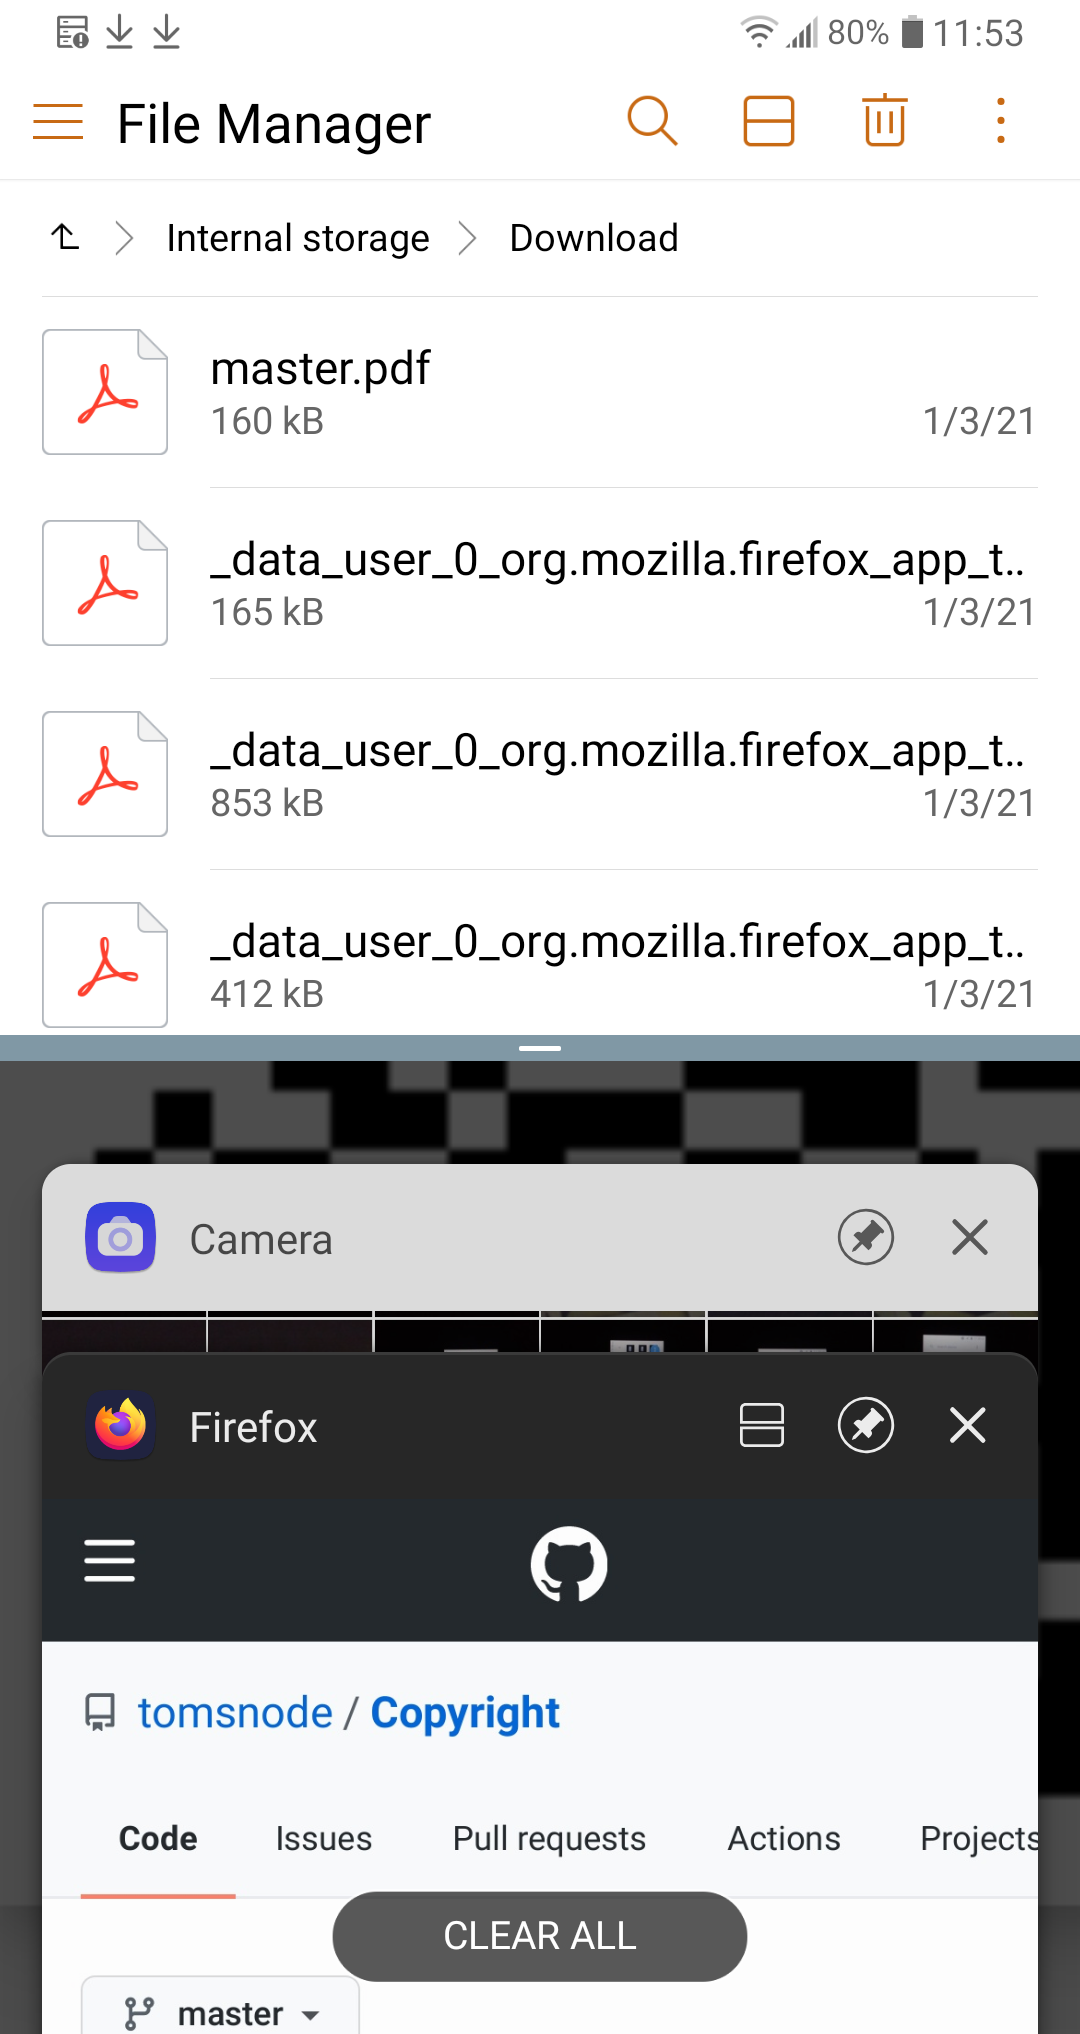 80% 11:53
File Manager
Internal storage Download
master.pdf
160 kB 1/3/21
_data_user_0_org.mozilla.firefox_app_t..
165 kB 1/3/21
_data_user_0_org.mozilla.firefox_app_t..
853 kB 1/3/21
_data_user_0_org.mozilla.firefox_app_t..
412 kB 1/3/21
Camera
Firefox
tomsnode / Copyright
Code Issues Pull requests Actions Projects
CLEAR ALL
master